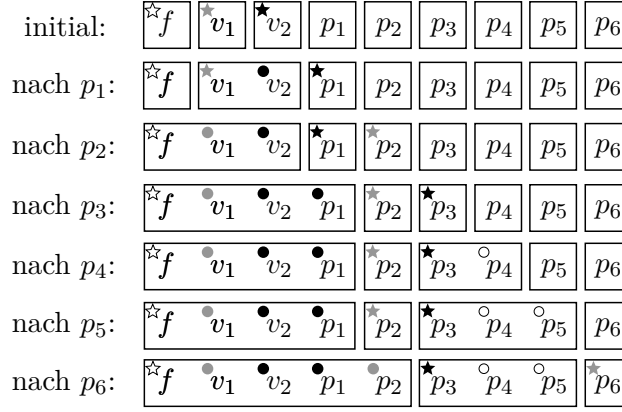 initial: f v₁ v₂ p₁ p₂ p₃ p₄ p₅ p₆
nach p₁: f v₁ v₂ p₁ p₂ p₃ p₄ p₅ p₆
nach p₂: f v₁ v₂ p₁ p₂ p₃ p₄ p₅ p₆
nach p₃: f v₁ v₂ p₁ p₂ p₃ p₄ p₅ p₆
nach p₄: f v₁ v₂ p₁ p₂ p₃ p₄ p₅ p₆
nach p₅: f v₁ v₂ p₁ p₂ p₃ p₄ p₅ p₆
nach p₆: f v₁ v₂ p₁ p₂ p₃ p₄ p₅ p₆